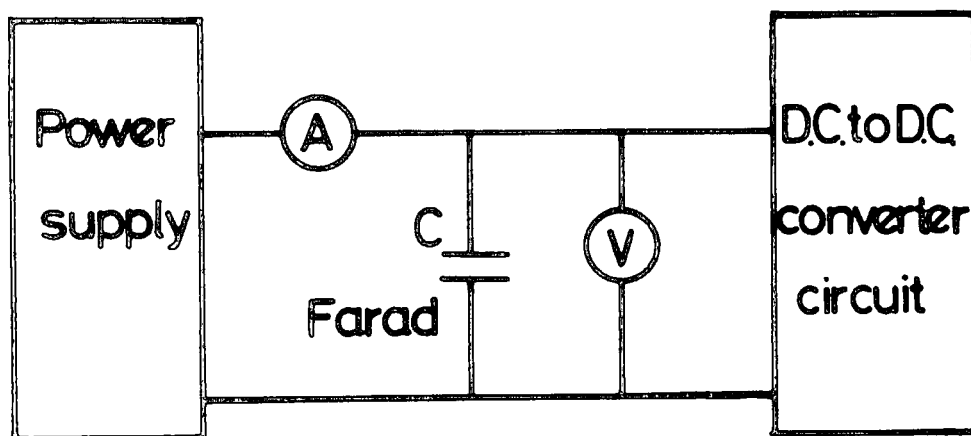 Power
supply
A
C
Farad
V
D.C. to D.C.
converter
circuit